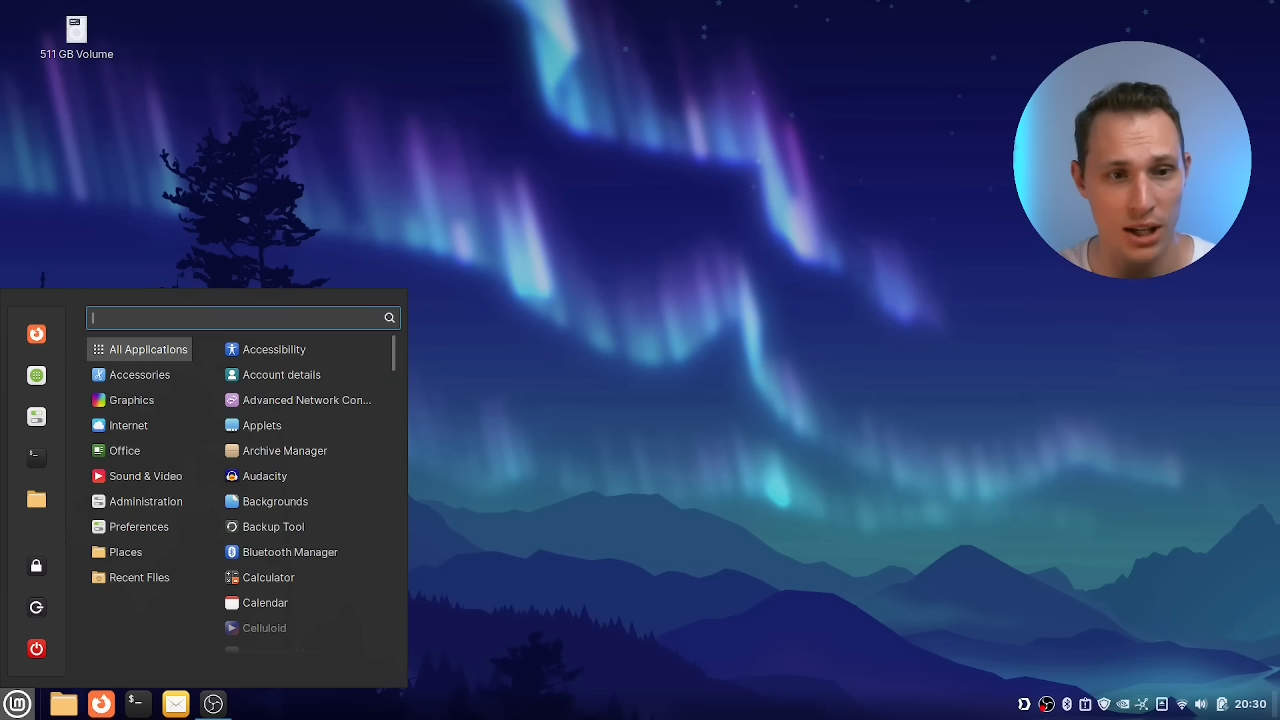 511 GB Volume
All Applications
Accessories
Graphics
Internet
Office
Sound & Video
Administration
Preferences
Places
Recent Files
Accessibility
Account details
Advanced Network Con...
Applets
Archive Manager
Audacity
Backgrounds
Backup Tool
Bluetooth Manager
Calculator
Calendar
Celluloid
20:30